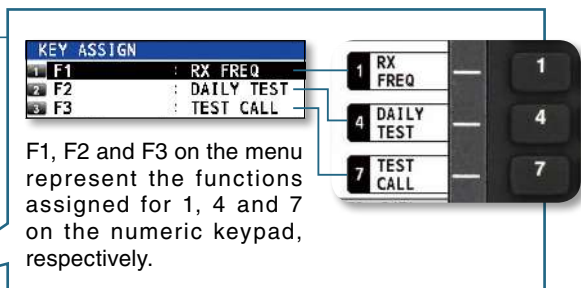 KEY ASSIGN
1 F1 : RX FREQ
2 F2 : DAILY TEST
3 F3 : TEST CALL
F1, F2 and F3 on the menu
represent the functions
assigned for 1, 4 and 7
on the numeric keypad,
respectively.
1 RX
FREQ
1
4 DAILY
TEST
4
7 TEST
CALL
7